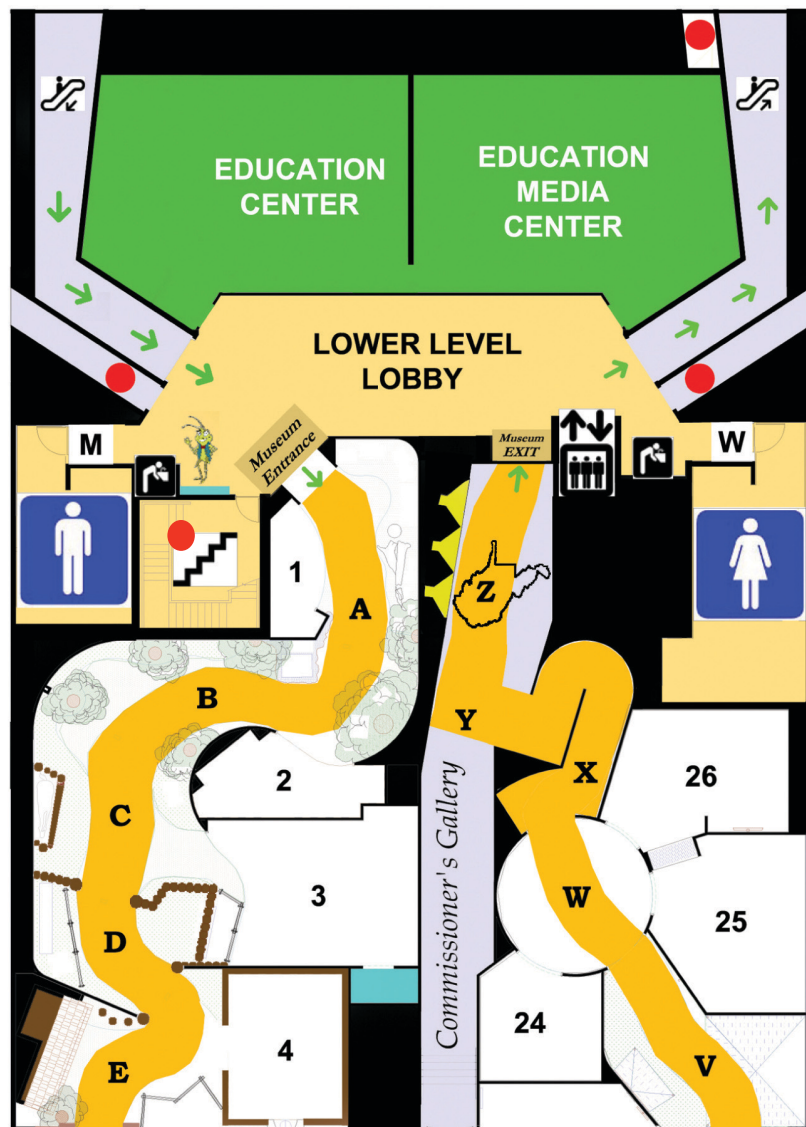 EDUCATION
CENTER
EDUCATION
MEDIA
CENTER
LOWER LEVEL
LOBBY
M
Museum
Entrance
Museum
EXIT
W
1
A
Z
B
Y
2
X
26
C
3
W
25
D
Commissioner's Gallery
24
4
E
V